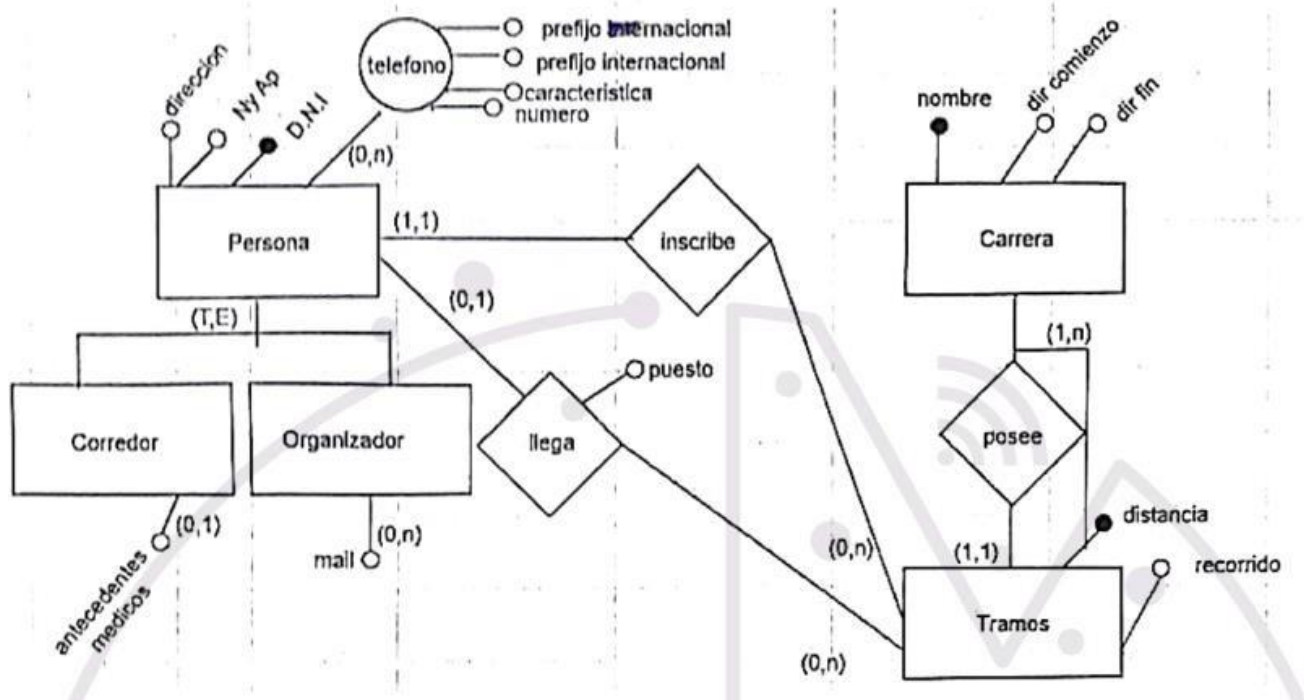 prefijo internacional
telefono
prefijo internacional
caracteristica
numero
direccion
Ny Ap
D.N.I
(0,n)
nombre
dir comienzo
dir fin
Persona
(1,1)
inscribe
Carrera
(T,E)
(0,1)
(1,n)
puesto
Corredor
Organizador
llega
posee
distancia
(0,1)
(0,n)
mail
antecedentes
medicos
(0,n)
(1,1)
recorrido
Tramos
(0,n)